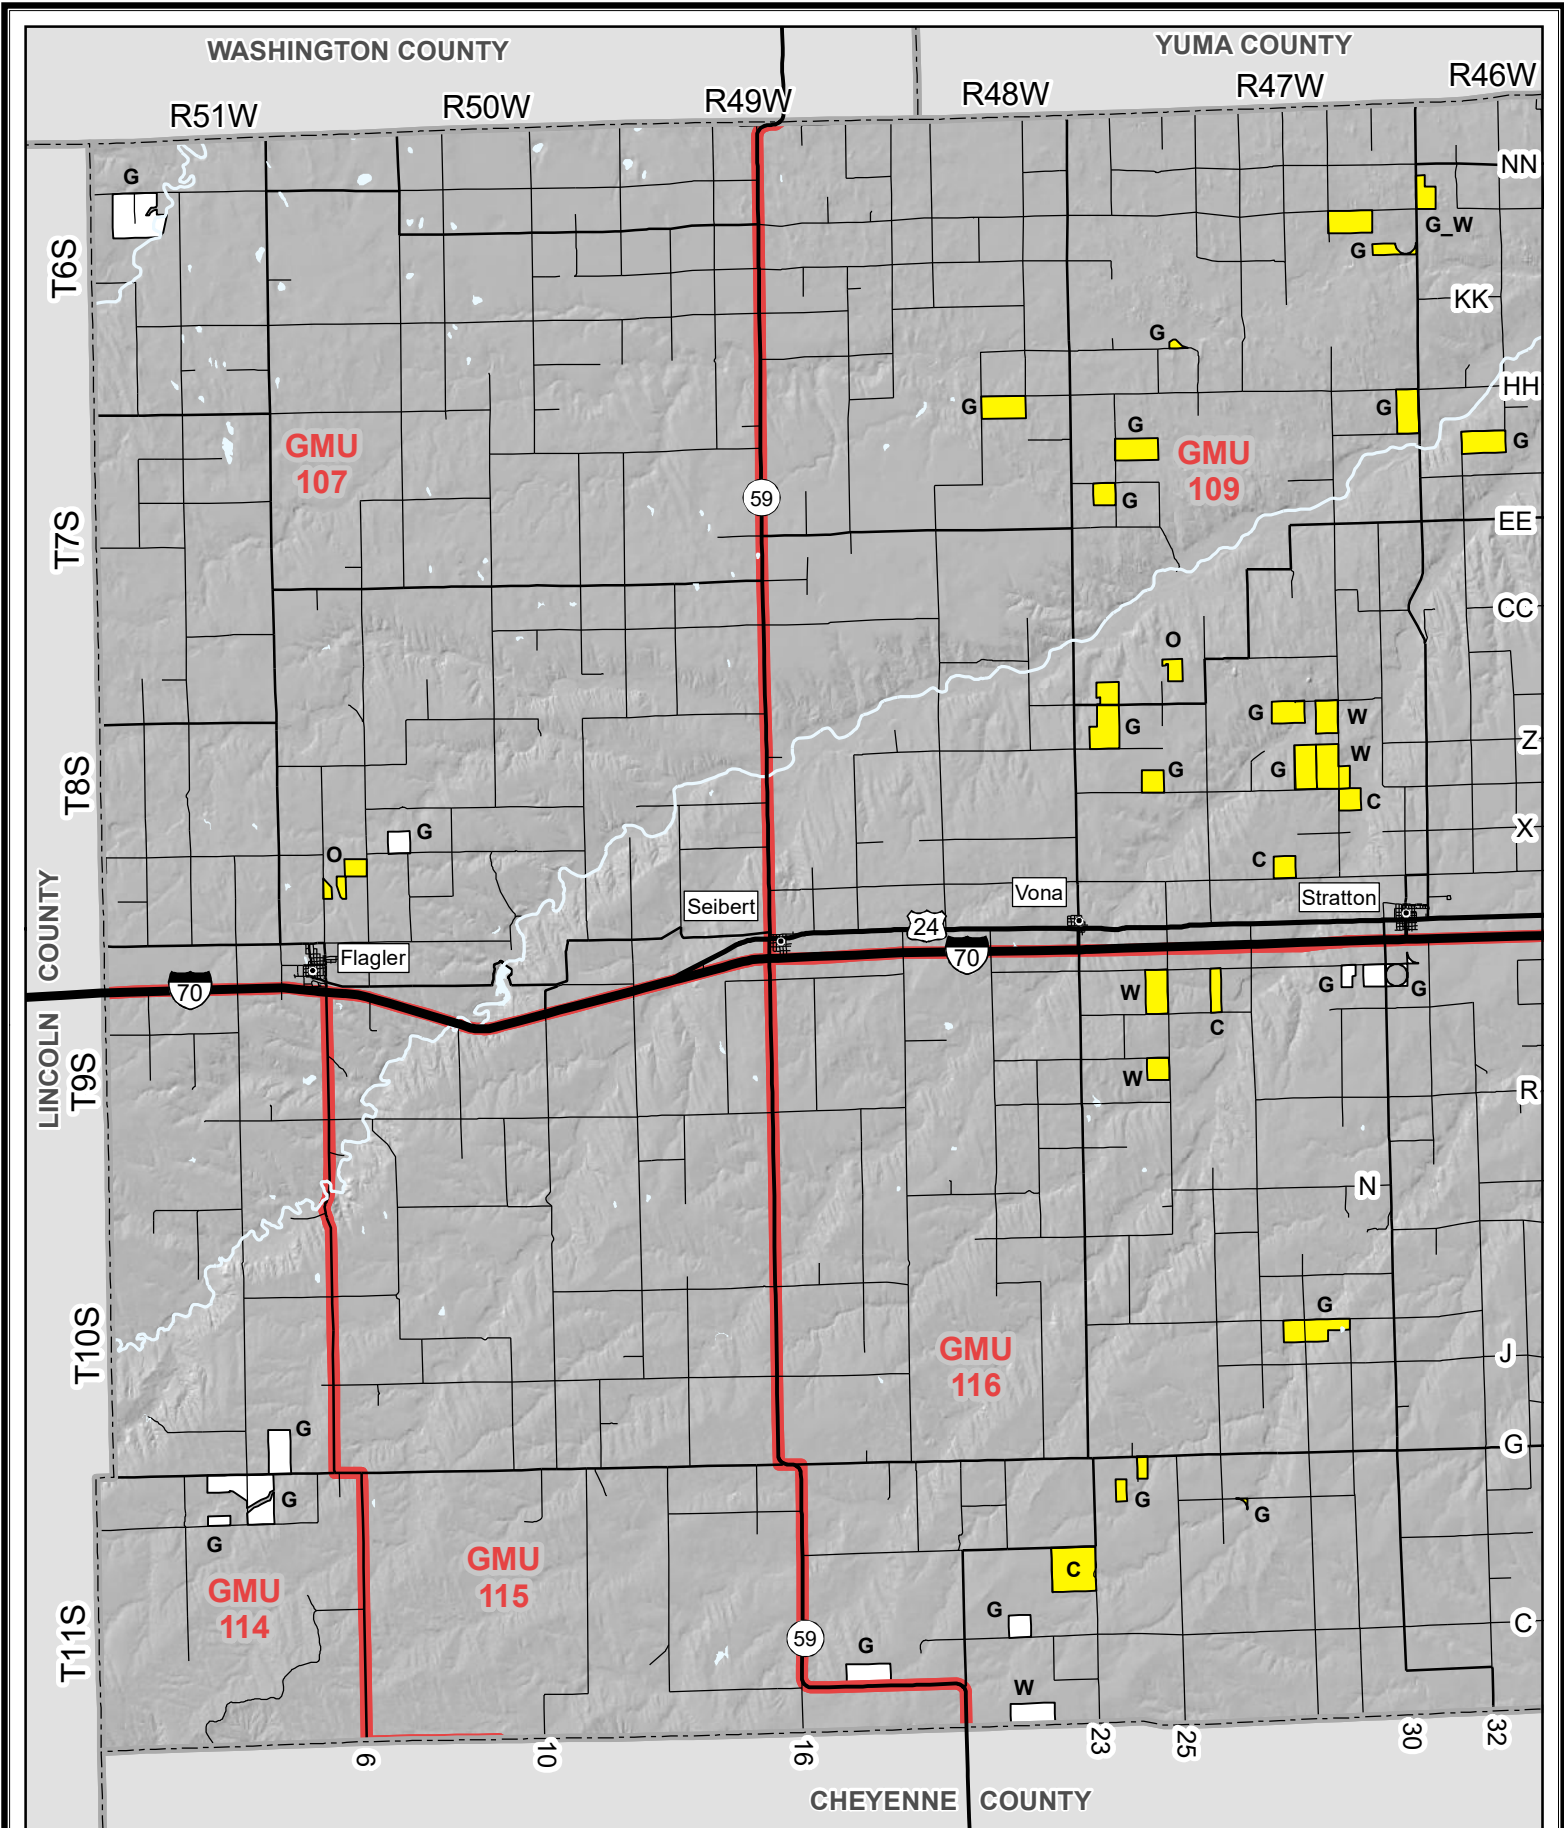 WASHINGTON COUNTY
YUMA COUNTY
R51W
R50W
R49W
R48W
R47W
R46W
G
NN
G_W
T6S
G
KK
G
HH
G
G
G
G
GMU
107
GMU
109
59
G
EE
T7S
CC
O
G
W
G
Z
W
G
G
T8S
C
X
G
O
C
Seibert
Vona
Stratton
24
Flagler
70
70
LINCOLN COUNTY
G
G
W
C
T9S
W
R
N
G
T10S
GMU
116
J
G
G
G
G
G
G
GMU
115
C
GMU
114
G
C
T11S
59
G
W
6
10
16
23
25
30
32
CHEYENNE COUNTY